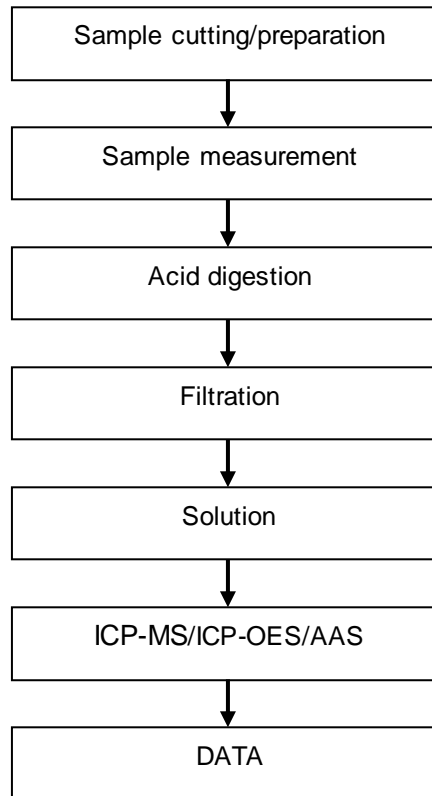 Sample cutting/preparation
Sample measurement
Acid digestion
Filtration
Solution
ICP-MS/ICP-OES/AAS
DATA